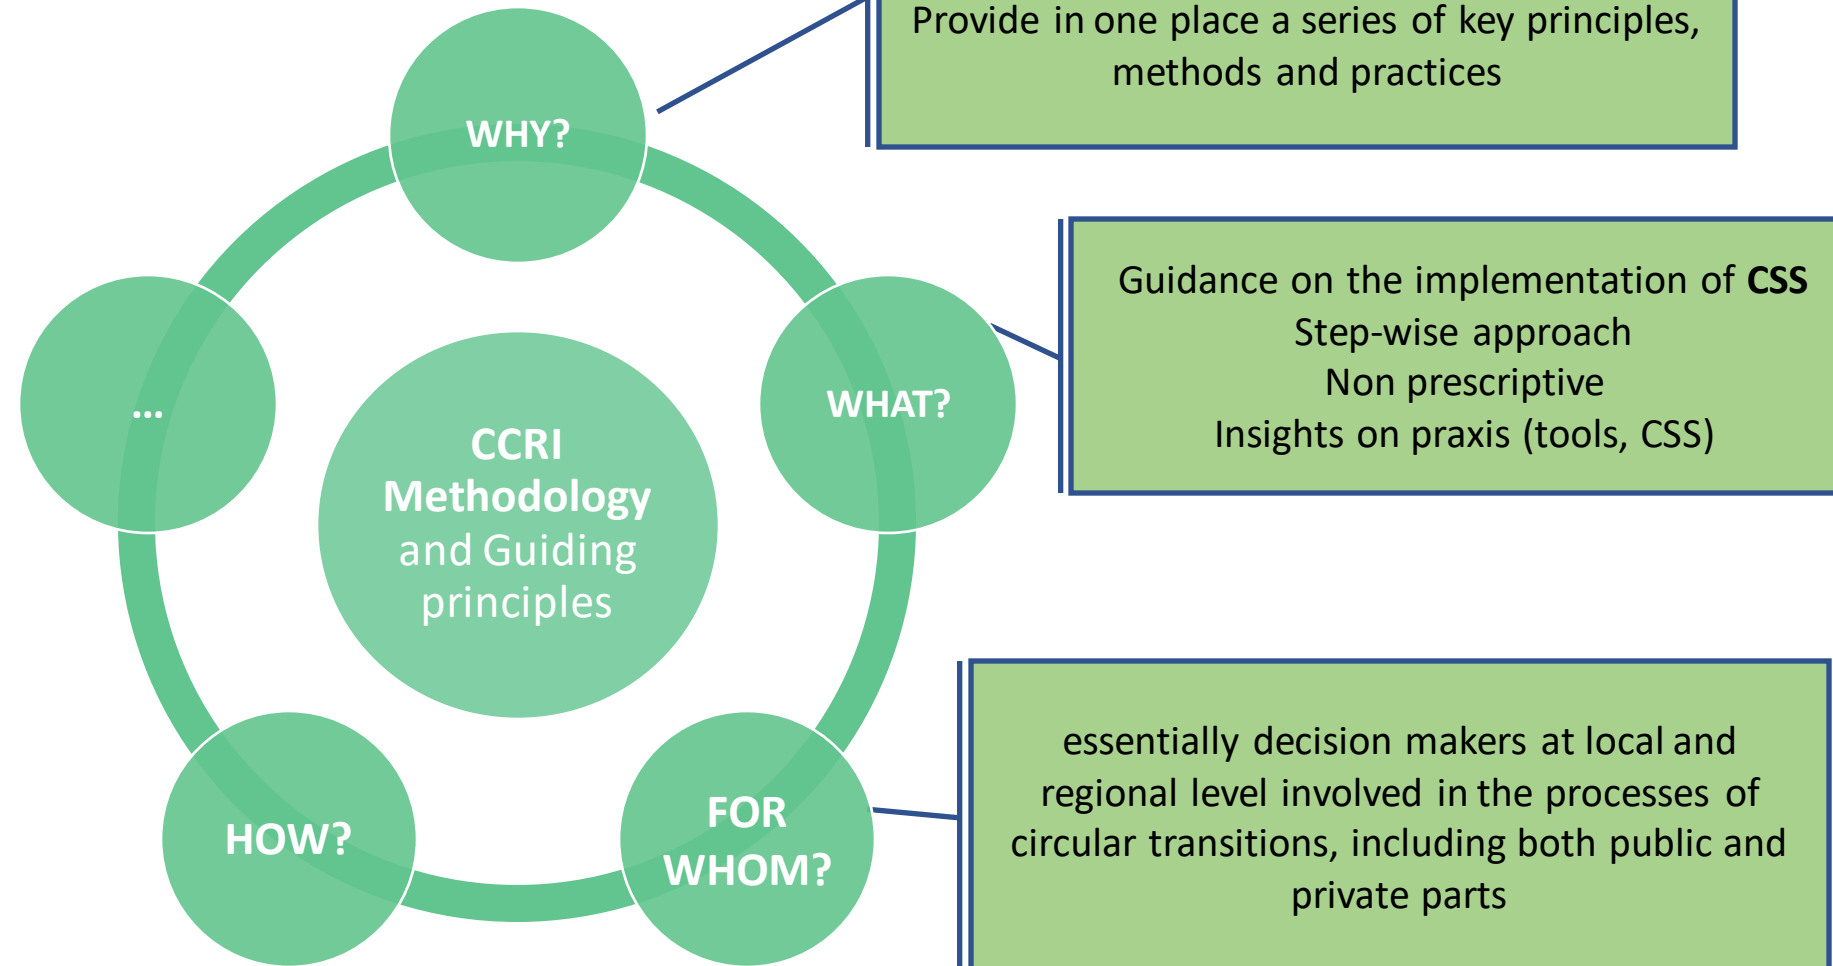 Provide in one place a series of key principles,
methods and practices
WHY?
Guidance on the implementation of CSS
Step-wise approach
Non prescriptive
Insights on praxis (tools, CSS)
WHAT?
...
CCRI
Methodology
and Guiding
principles
essentially decision makers at local and
regional level involved in the processes of
circular transitions, including both public and
private parts
FOR
WHOM?
HOW?